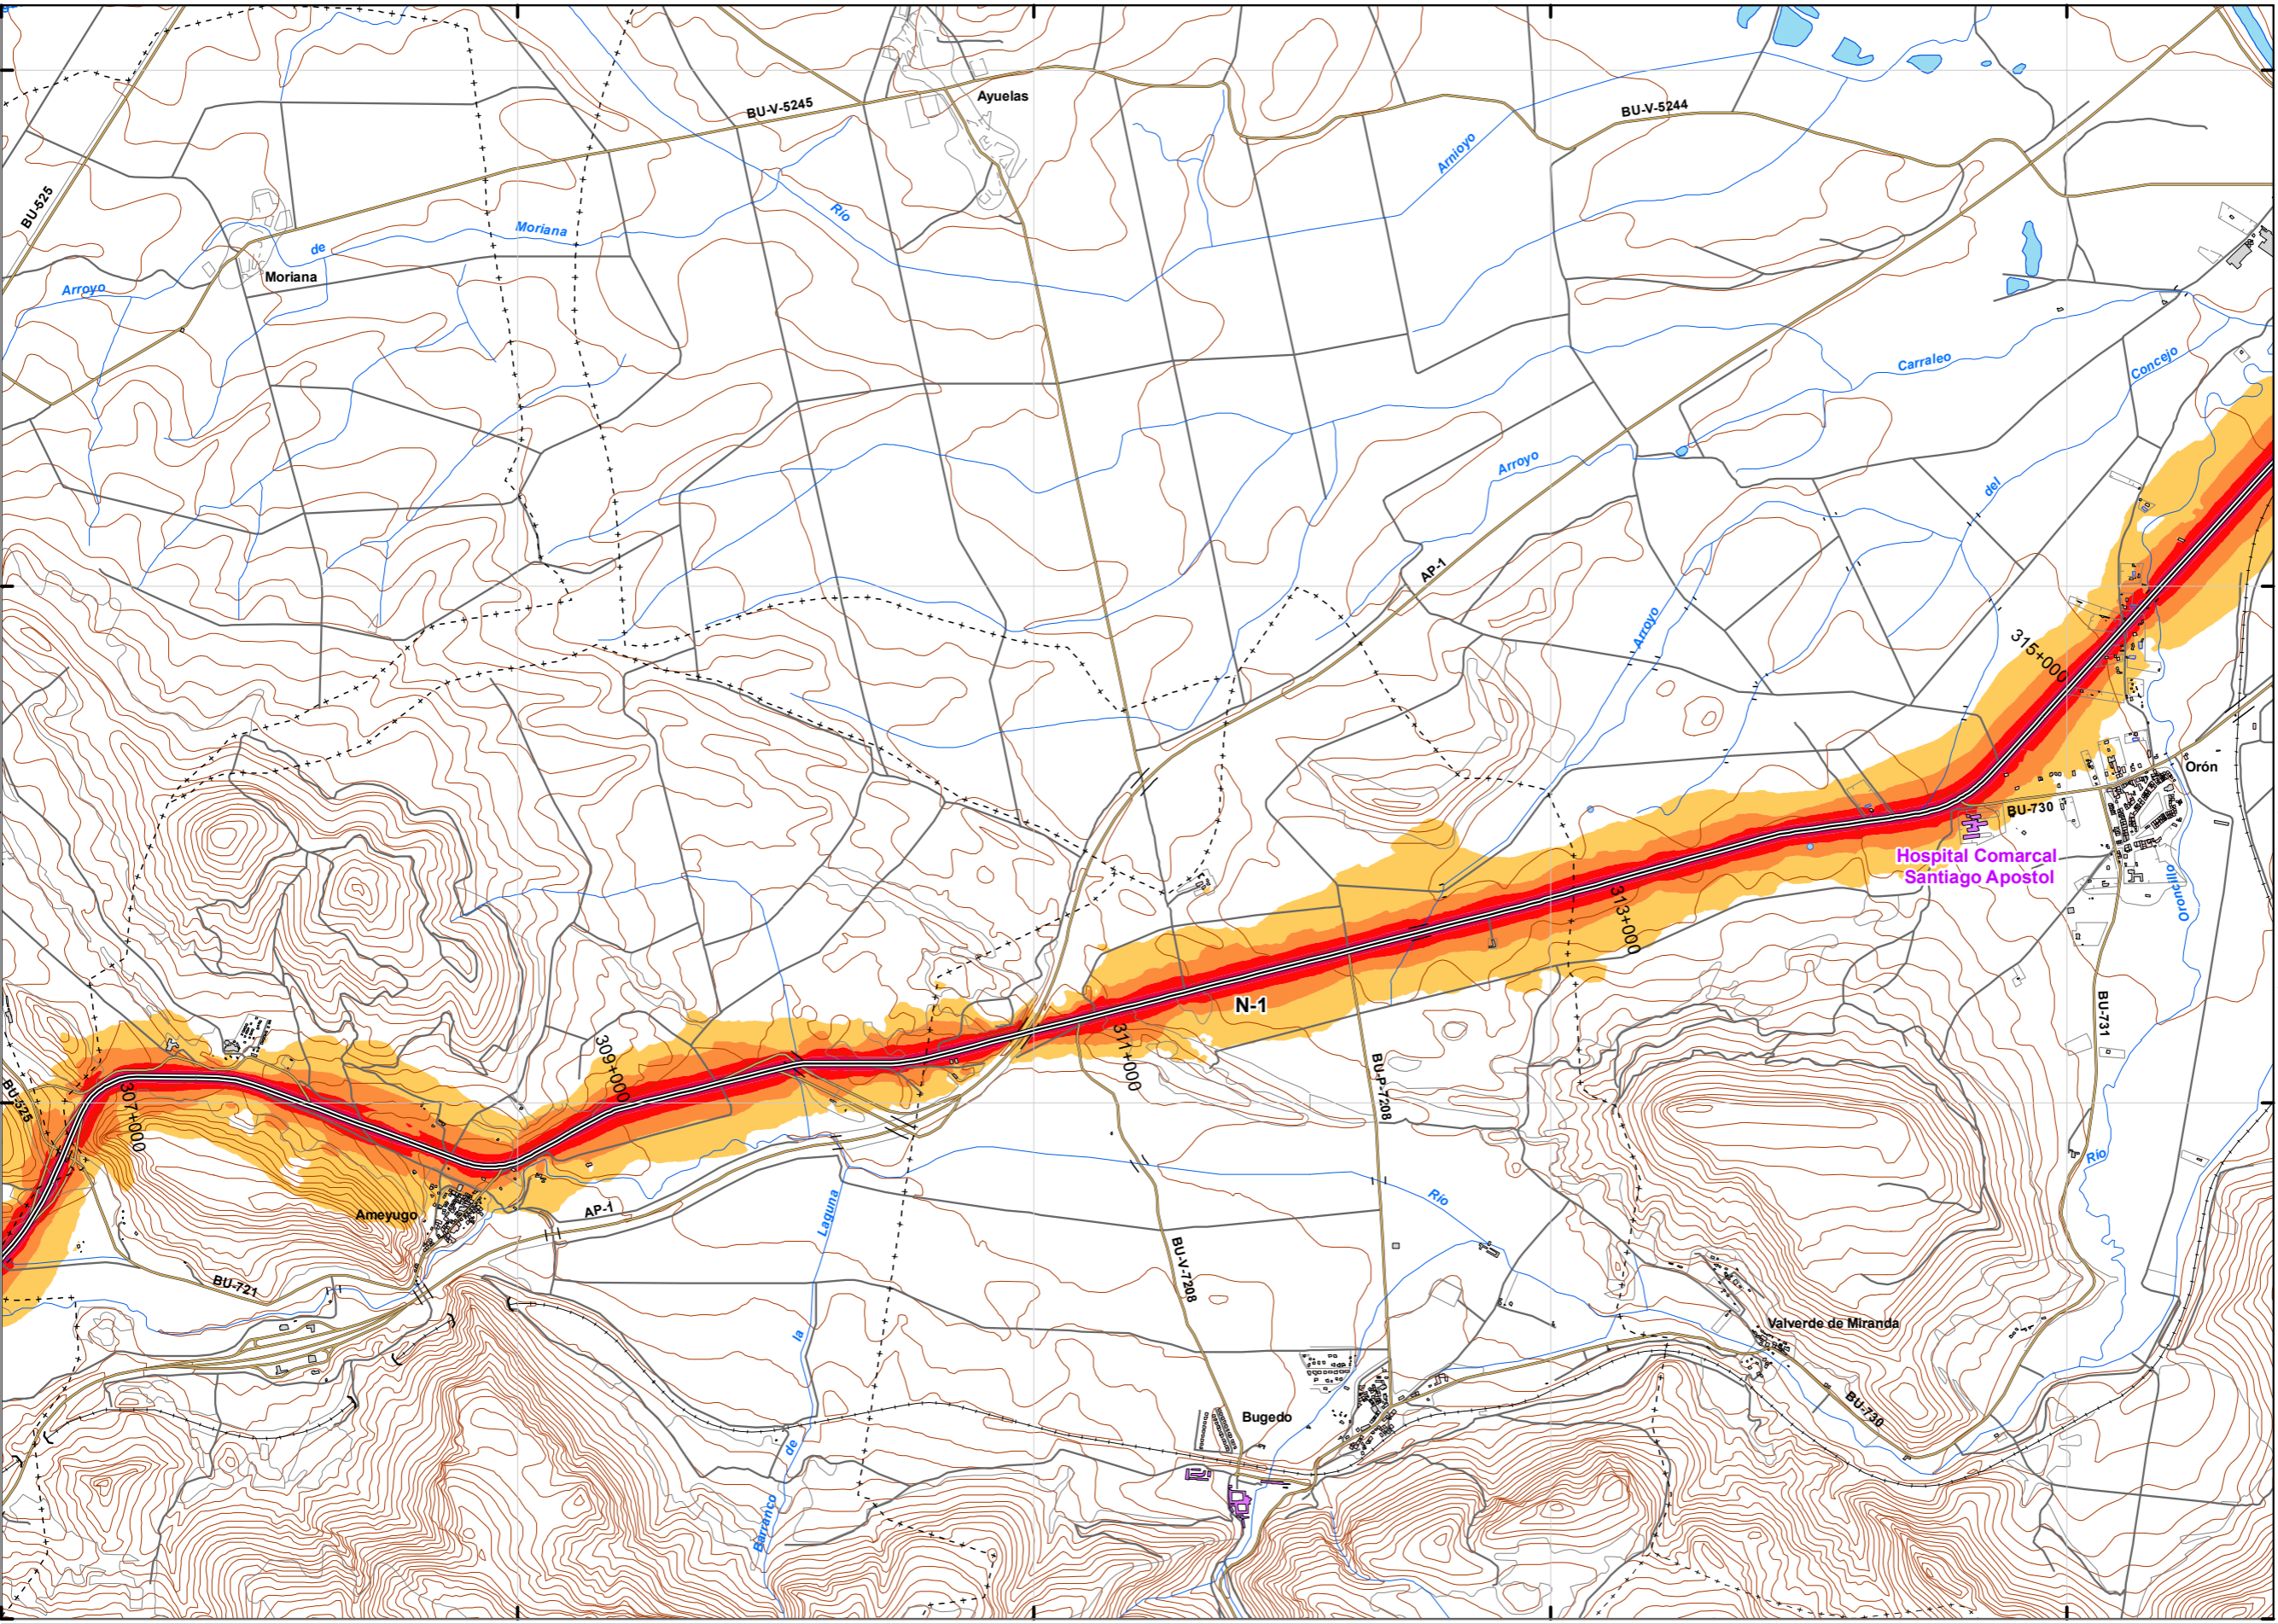 BU-V-5245
Ayuelas
BU-V-5244
Arnioyo
BU-525
Río
Moriana
de
Moriana
Arroyo
Carraleo
Concejo
Arroyo
del
AP-1
Arroyo
315+000
Orón
BU-730
Hospital Comarcal
Santiago Apostol
Oroncillo
313+000
N-1
BU-731
309+000
311+000
BU-P-7208
BU-525
307+000
Río
Río
Ameyugo
AP-1
Laguna
BU-V-7208
BU-721
la
Valverde de Miranda
BU-730
Bugedo
de
Barranco